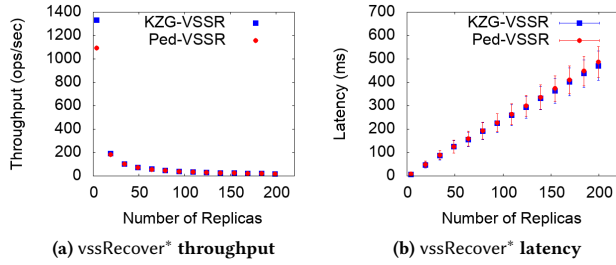 KZG-VSSR
Ped-VSSR
Throughput (ops/sec)
1400
1200
1000
800
600
400
200
0
0 50 100 150 200
Number of Replicas
(a) vssRecover* throughput
KZG-VSSR
Ped-VSSR
Latency (ms)
700
600
500
400
300
200
100
0
0 50 100 150 200
Number of Replicas
(b) vssRecover* latency